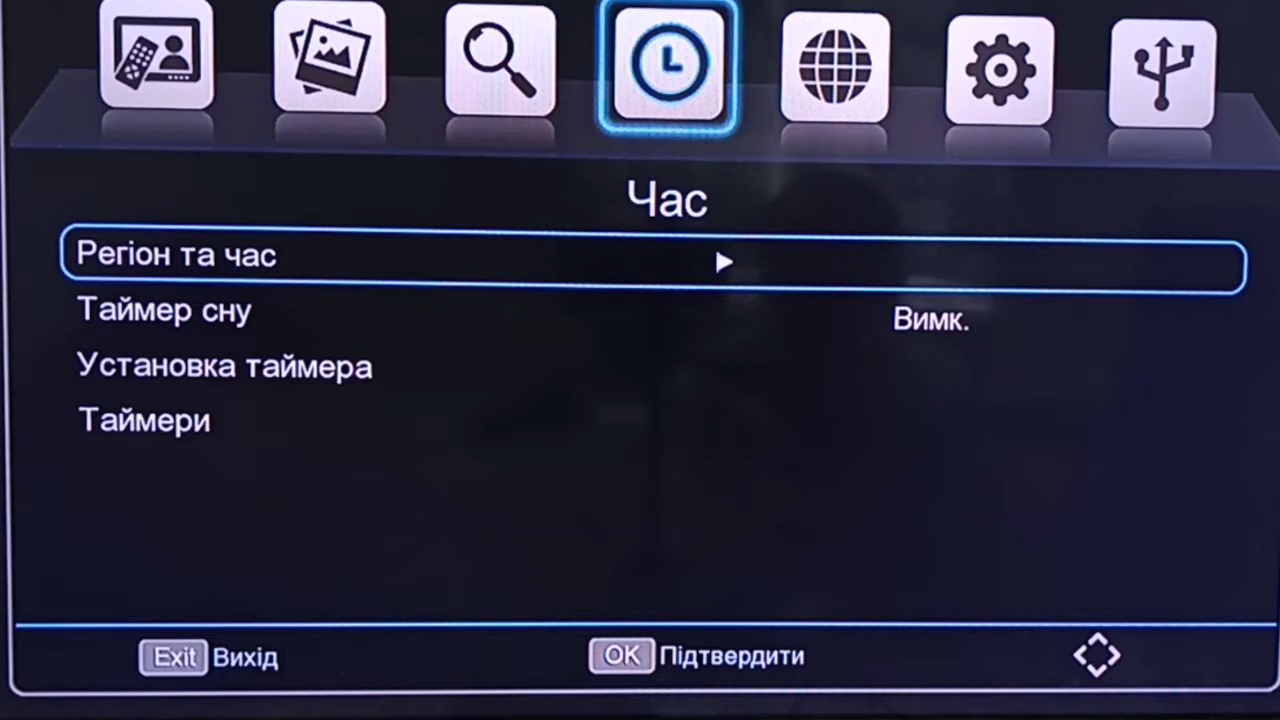 Час
Регіон та час
Таймер сну Вимк.
Установка таймера
Таймери
Exit Вихід OK Підтвердити